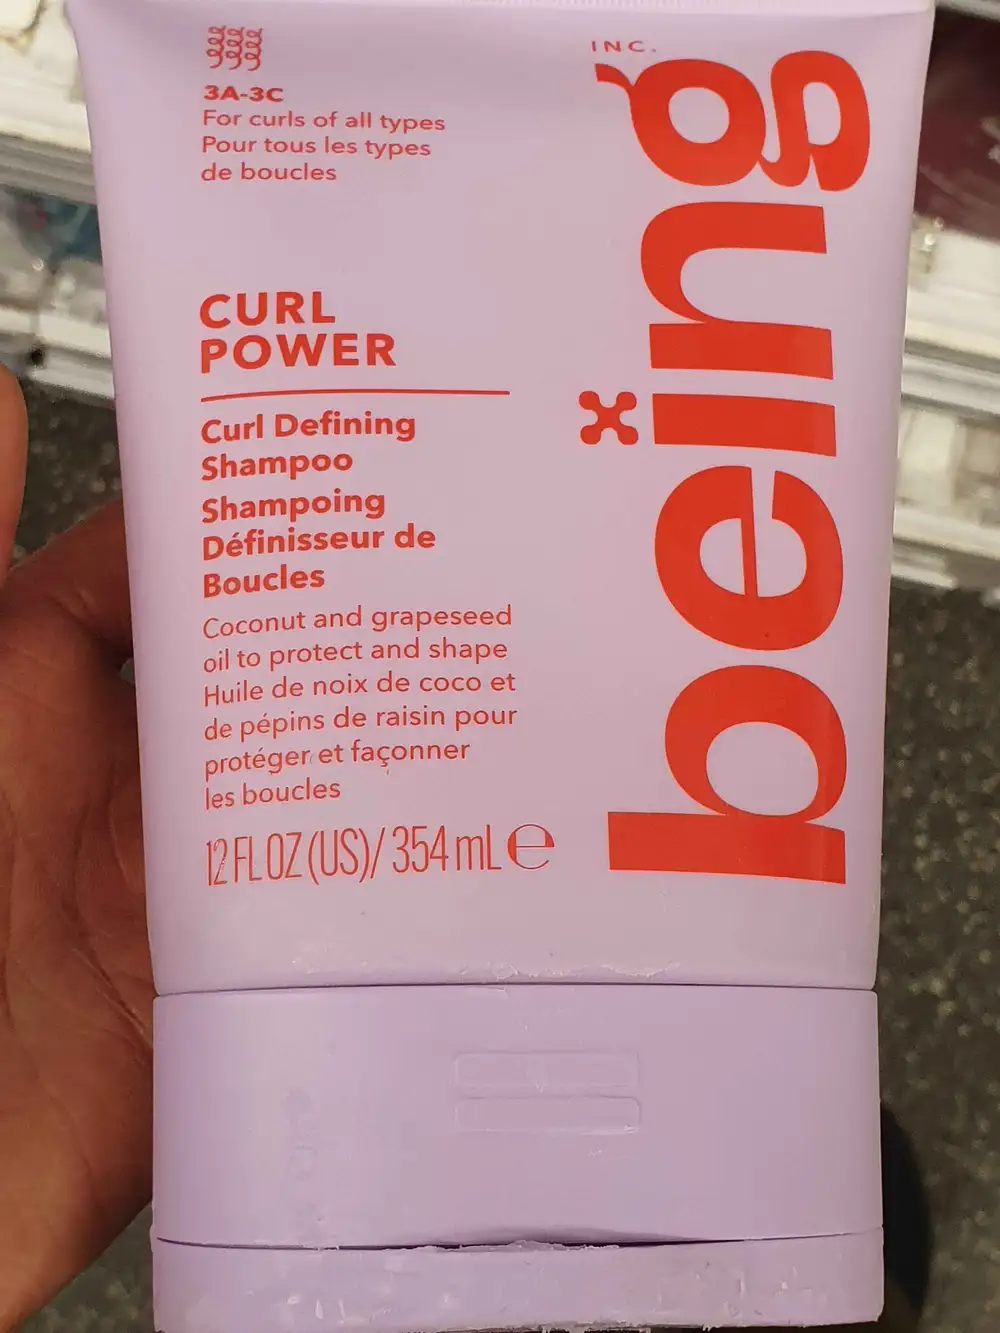 3A-3C
For curls of all types
Pour tous les types
de boucles
CURL
POWER
Curl Defining
Shampoo
Shampoing
Définisseur de
Boucles
Coconut and grapeseed
oil to protect and shape
Huile de noix de coco et
de pépins de raisin pour
protéger et façonner
les boucles
12 FL OZ (US)/ 354 mL ℮
being
INC.